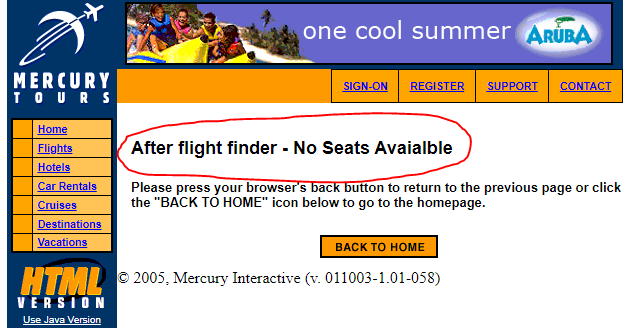 one cool summer
ARUBA
MERCURY
TOURS
SIGN-ON
REGISTER
SUPPORT
CONTACT
Home
Flights
Hotels
Car Rentals
Cruises
Destinations
Vacations
HTML
VERSION
Use Java Version
After flight finder - No Seats Avaialble
Please press your browser's back button to return to the previous page or click
the "BACK TO HOME" icon below to go to the homepage.
BACK TO HOME
© 2005, Mercury Interactive (v. 011003-1.01-058)